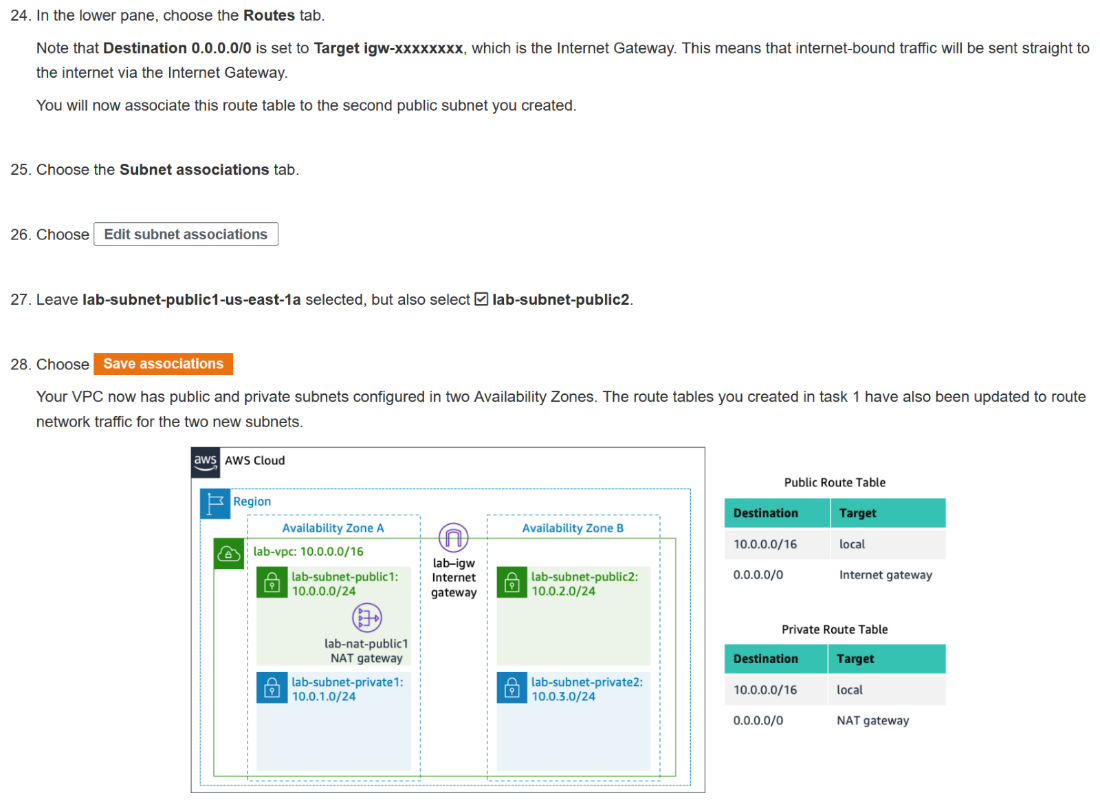 24. In the lower pane, choose the Routes tab.
Note that Destination 0.0.0.0/0 is set to Target igw-xxxxxxxx, which is the Internet Gateway. This means that internet-bound traffic will be sent straight to
the internet via the Internet Gateway.
You will now associate this route table to the second public subnet you created.
25. Choose the Subnet associations tab.
26. Choose Edit subnet associations
27. Leave lab-subnet-public1-us-east-1a selected, but also select ☑ lab-subnet-public2.
28. Choose Save associations
Your VPC now has public and private subnets configured in two Availability Zones. The route tables you created in task 1 have also been updated to route
network traffic for the two new subnets.
aws AWS Cloud
Region
Availability Zone A
lab-vpc: 10.0.0.0/16
lab-subnet-public1:
10.0.0.0/24
lab-nat-public1
NAT gateway
lab-subnet-private1:
10.0.1.0/24
lab-igw
Internet
gateway
Availability Zone B
lab-subnet-public2:
10.0.2.0/24
lab-subnet-private2:
10.0.3.0/24
Public Route Table
Destination Target
10.0.0.0/16 local
0.0.0.0/0 Internet gateway
Private Route Table
Destination Target
10.0.0.0/16 local
0.0.0.0/0 NAT gateway